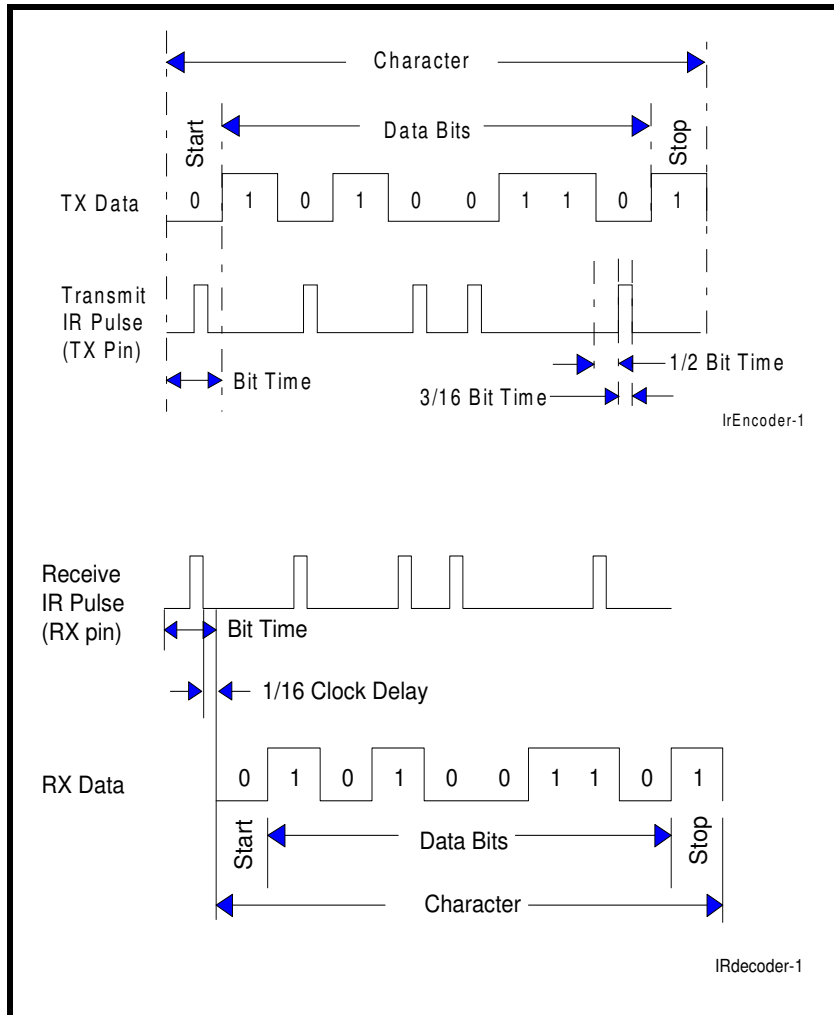 Character
Start
Data Bits
Stop
TX Data
0 1 0 1 0 0 1 1 0 1
Transmit
IR Pulse
(TX Pin)
Bit Time
1/2 Bit Time
3/16 Bit Time
IrEncoder-1
Receive
IR Pulse
(RX pin)
Bit Time
1/16 Clock Delay
RX Data
0 1 0 1 0 0 1 1 0 1
Start
Data Bits
Stop
Character
IRdecoder-1